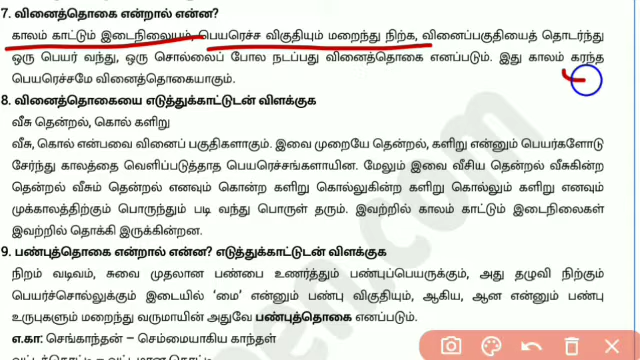 7. வினைத்தொகை என்றால் என்ன?
காலம் காட்டும் இடைநிலையும், பெயரெச்ச விகுதியும் மறைந்து நிற்க, வினைப்பகுதியைத் தொடர்ந்து
ஒரு பெயர் வந்து, ஒரு சொல்லைப் போல நடப்பது வினைத்தொகை எனப்படும். இது காலம் கரந்த
பெயரெச்சமே வினைத்தொகையாகும்.
8. வினைத்தொகையை எடுத்துக்காட்டுடன் விளக்குக
வீசு தென்றல், கொல் களிறு
வீசு, கொல் என்பவை வினைப் பகுதிகளாகும். இவை முறையே தென்றல், களிறு என்னும் பெயர்களோடு
சேர்ந்து காலத்தை வெளிப்படுத்தாத பெயரெச்சங்களாயின. மேலும் இவை வீசிய தென்றல் வீசுகின்ற
தென்றல் வீசும் தென்றல் எனவும் கொன்ற களிறு கொல்லுகின்ற களிறு கொல்லும் களிறு எனவும்
முக்காலத்திற்கும் பொருந்தும் படி வந்து பொருள் தரும். இவற்றில் காலம் காட்டும் இடைநிலைகள்
இவற்றில் தொக்கி இருக்கின்றன.
9. பண்புத்தொகை என்றால் என்ன? எடுத்துக்காட்டுடன் விளக்குக
நிறம் வடிவம், சுவை முதலான பண்பை உணர்த்தும் பண்புப்பெயருக்கும், அது தழுவி நிற்கும்
பெயர்ச்சொல்லுக்கும் இடையில் ‘மை’ என்னும் பண்பு விகுதியும், ஆகிய, ஆன என்னும் பண்பு
உருபுகளும் மறைந்து வருமாயின் அதுவே பண்புத்தொகை எனப்படும்.
எ.கா: செங்காந்தன் – செம்மையாகிய காந்தள்